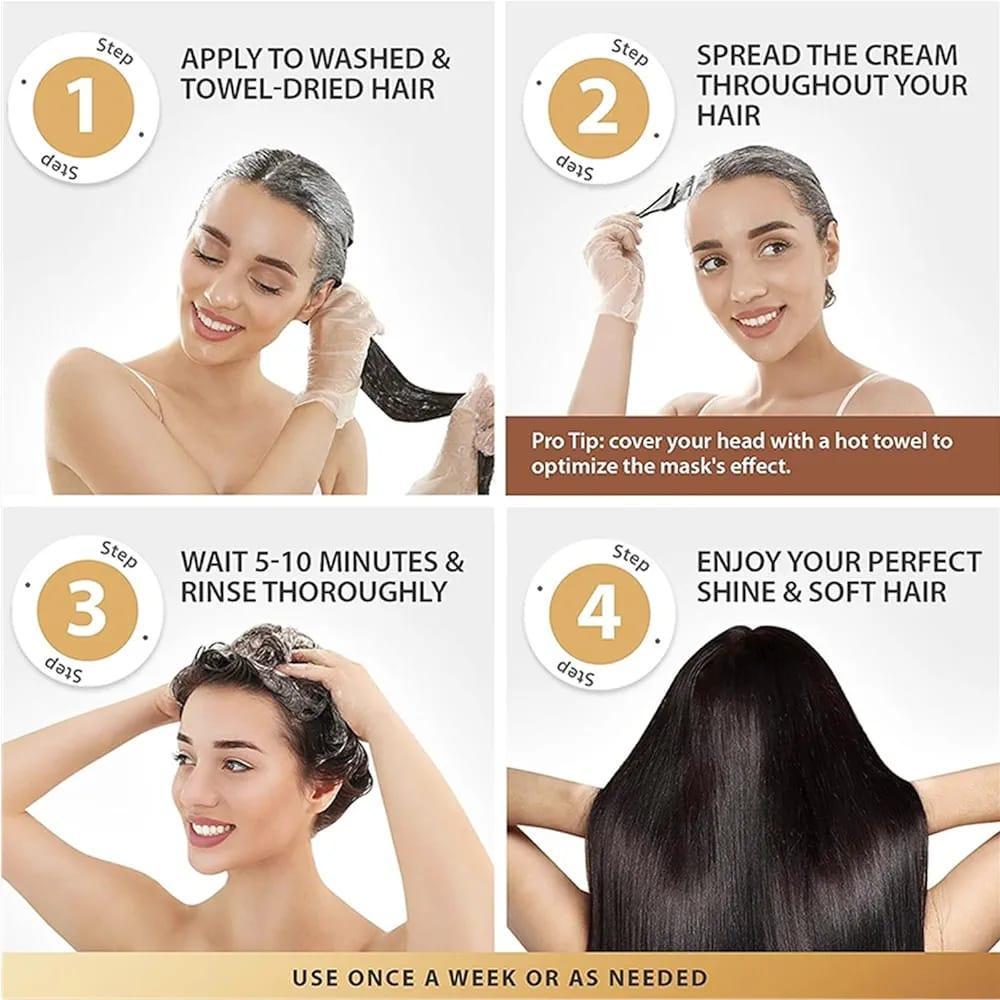 Step
1
Step
APPLY TO WASHED &
TOWEL-DRIED HAIR
Step
2
Step
SPREAD THE CREAM
THROUGHOUT YOUR
HAIR
Pro Tip: cover your head with a hot towel to
optimize the mask's effect.
Step
3
Step
WAIT 5-10 MINUTES &
RINSE THOROUGHLY
Step
4
Step
ENJOY YOUR PERFECT
SHINE & SOFT HAIR
USE ONCE A WEEK OR AS NEEDED